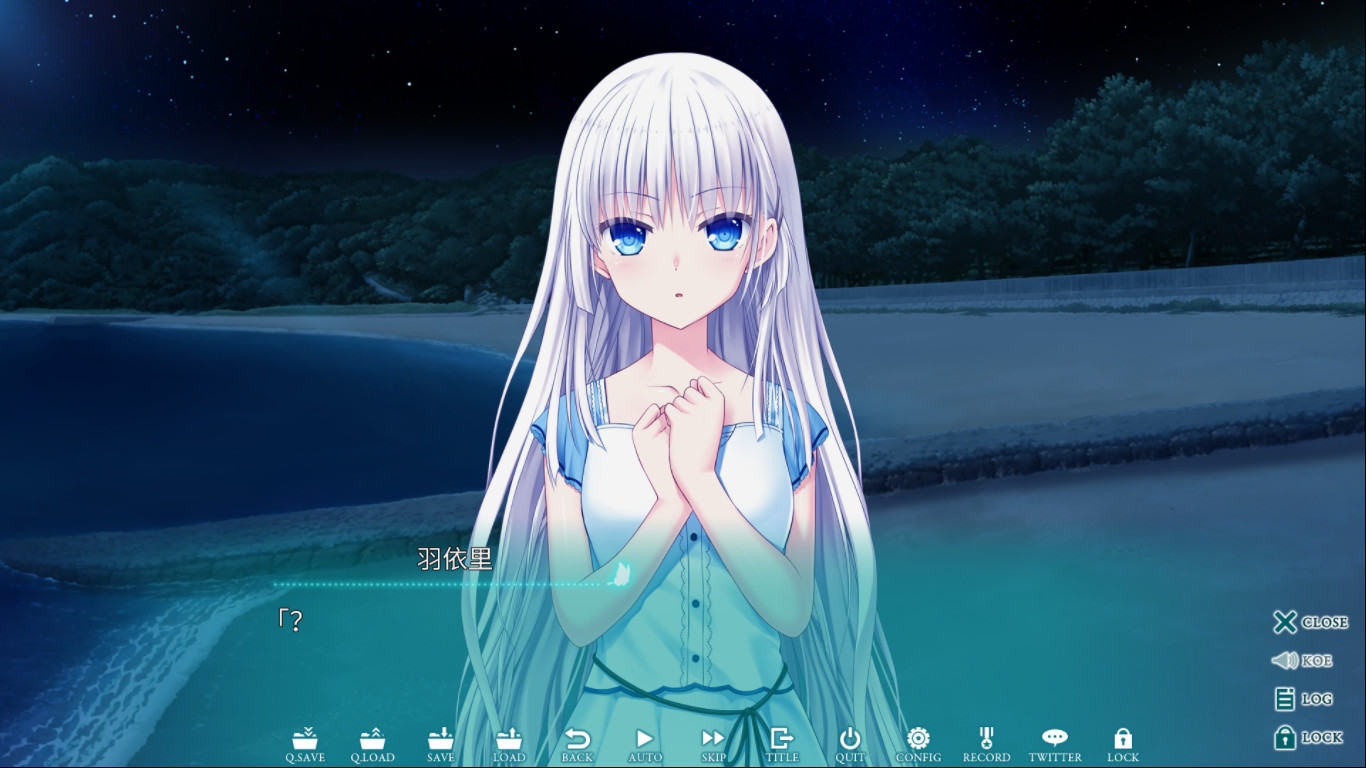 羽依里
「?
CLOSE
KOE
LOG
LOCK
Q.SAVE Q.LOAD SAVE LOAD BACK AUTO SKIP TITLE QUIT CONFIG RECORD TWITTER LOCK